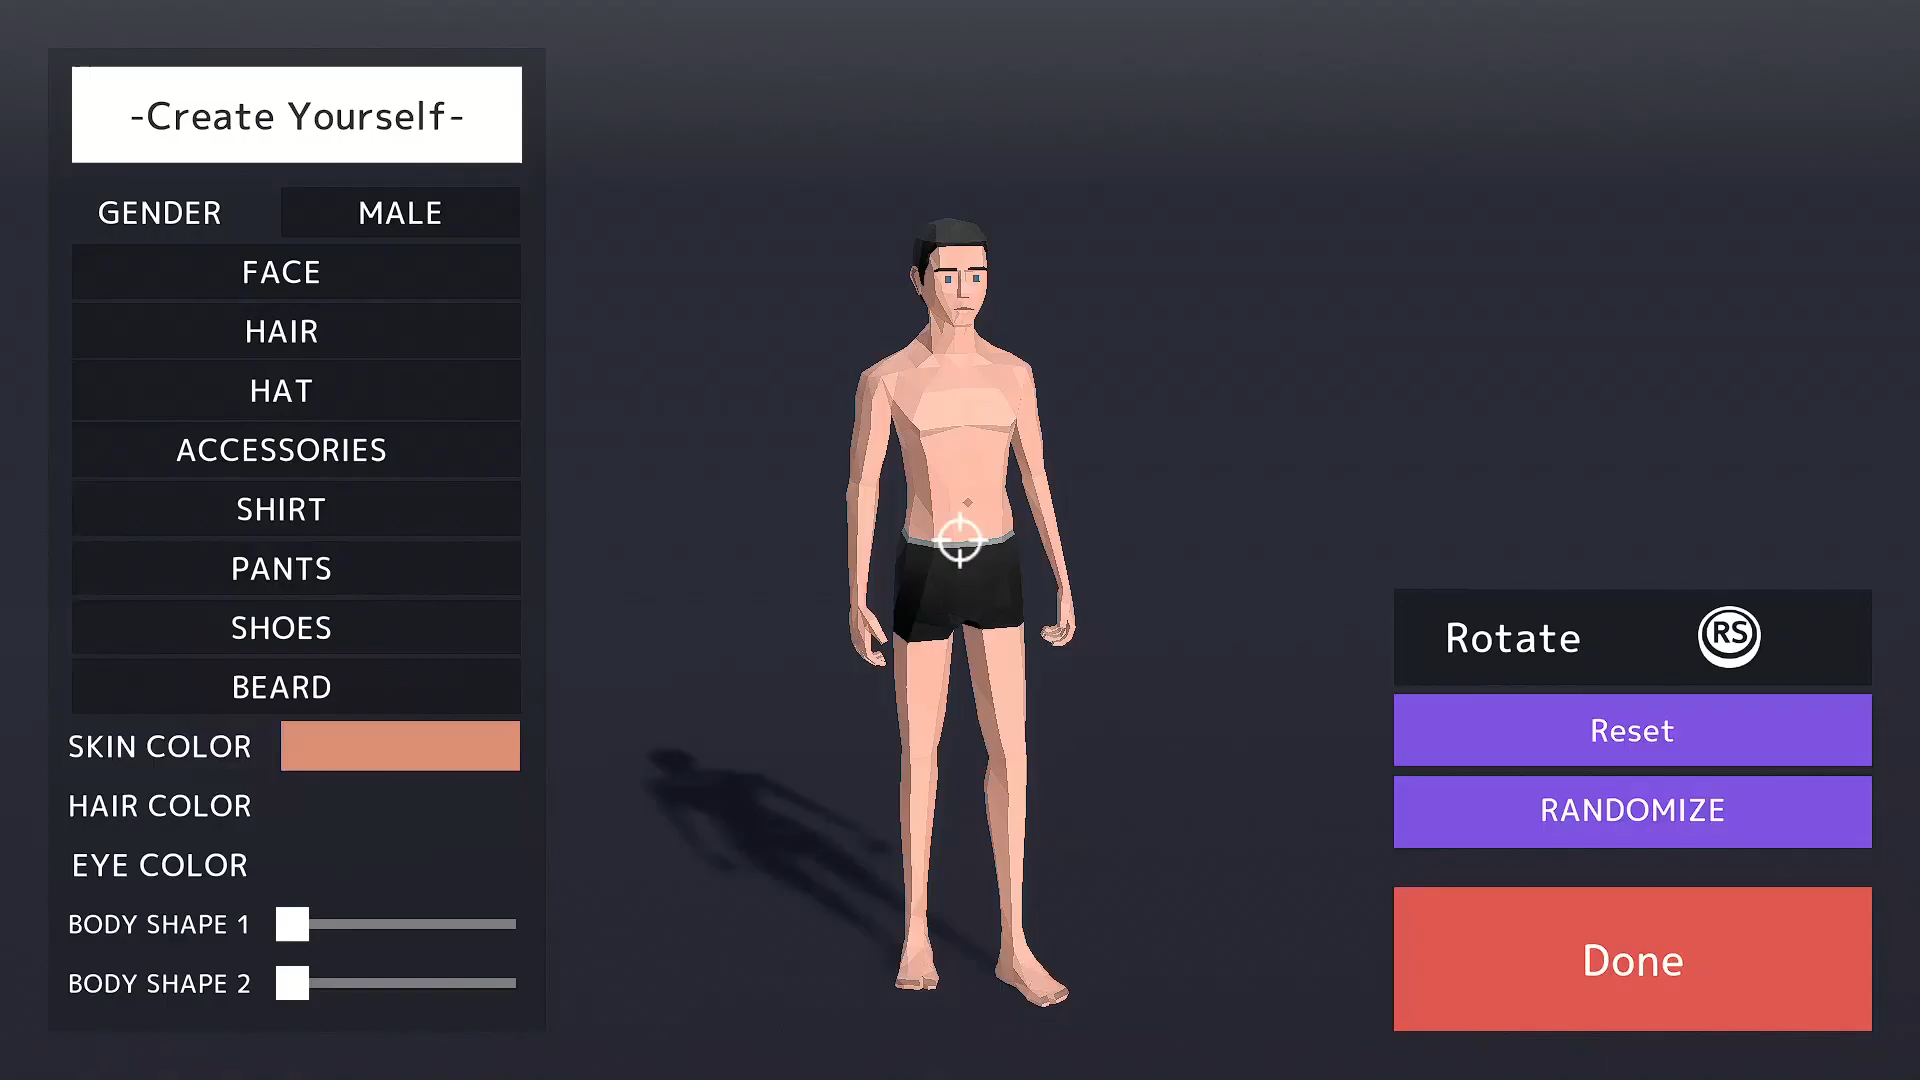 -Create Yourself-
GENDER MALE
FACE
HAIR
HAT
ACCESSORIES
SHIRT
PANTS
SHOES
BEARD
SKIN COLOR
HAIR COLOR
EYE COLOR
BODY SHAPE 1
BODY SHAPE 2
Rotate RS
Reset
RANDOMIZE
Done